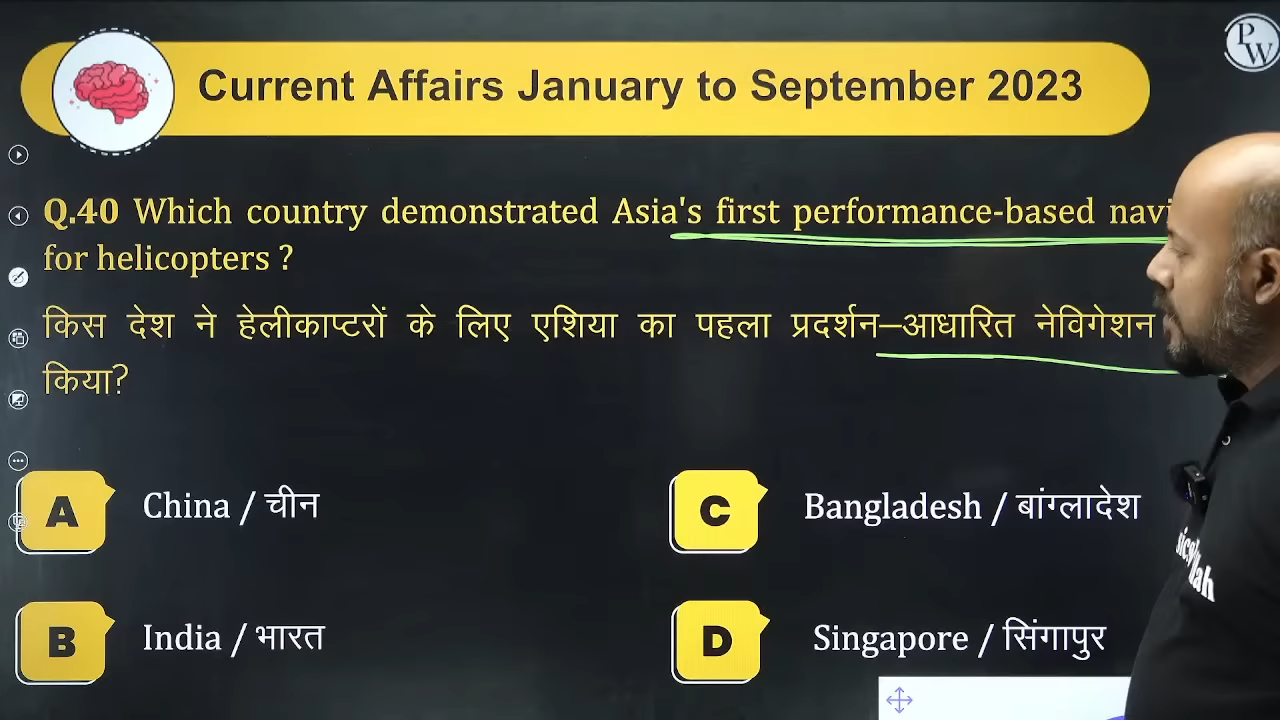 PW
Current Affairs January to September 2023
Q.40 Which country demonstrated Asia's first performance-based
for helicopters ?
किस देश ने हेलीकाप्टरों के लिए एशिया का पहला प्रदर्शन–आधारित नेविगेशन
किया?
A China / चीन
C Bangladesh / बांग्लादेश
B India / भारत
D Singapore / सिंगापुर